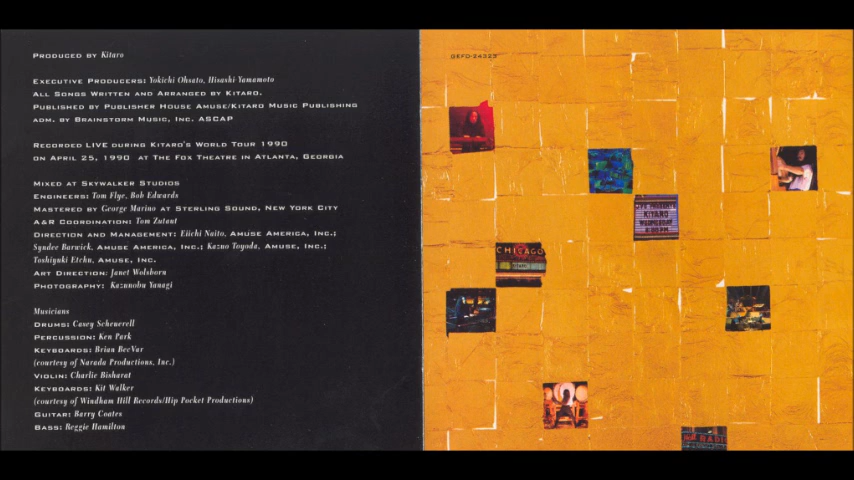 PRODUCED BY Kitaro
EXECUTIVE PRODUCERS: Yokichi Ohsato, Hisashi Yamamoto
ALL SONGS WRITTEN AND ARRANGED BY KITARO.
PUBLISHED BY PUBLISHER HOUSE AMUSE/KITARO MUSIC PUBLISHING
ADM. BY BRAINSTORM MUSIC, INC. ASCAP
RECORDED LIVE DURING KITARO'S WORLD TOUR 1990
ON APRIL 25, 1990 AT THE FOX THEATRE IN ATLANTA, GEORGIA
MIXED AT SKYWALKER STUDIOS
ENGINEERS: Tom Flye, Bob Edwards
MASTERED BY George Marino AT STERLING SOUND, NEW YORK CITY
A&R COORDINATION: Tom Zutaut
DIRECTION AND MANAGEMENT: Eiichi Naito, AMUSE AMERICA, INC.;
Syndee Barwick, AMUSE AMERICA, INC.; Kazuo Toyoda, AMUSE, INC.;
Toshiyuki Etchu, AMUSE, INC.
ART DIRECTION: Janet Wolsborn
PHOTOGRAPHY: Kazunobu Yanagi
Musicians
DRUMS: Casey Scheuerell
PERCUSSION: Ken Park
KEYBOARDS: Brian BecVar
(courtesy of Narada Productions, Inc.)
VIOLIN: Charlie Bisharat
KEYBOARDS: Kit Walker
(courtesy of Windham Hill Records/Hip Pocket Productions)
GUITAR: Barry Coates
BASS: Reggie Hamilton
GEFD-24323
KITARO
WEDNESDAY
8:00PM
CHICAGO
RADIO